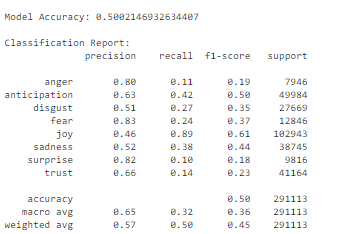 Model Accuracy: 0.5002146932634407
Classification Report:
precision recall f1-score support
anger 0.80 0.11 0.19 7946
anticipation 0.63 0.42 0.50 49984
disgust 0.51 0.27 0.35 27669
fear 0.83 0.24 0.37 12846
joy 0.46 0.89 0.61 102943
sadness 0.52 0.38 0.44 38745
surprise 0.82 0.10 0.18 9816
trust 0.66 0.14 0.23 41164
accuracy 0.50 291113
macro avg 0.65 0.32 0.36 291113
weighted avg 0.57 0.50 0.45 291113